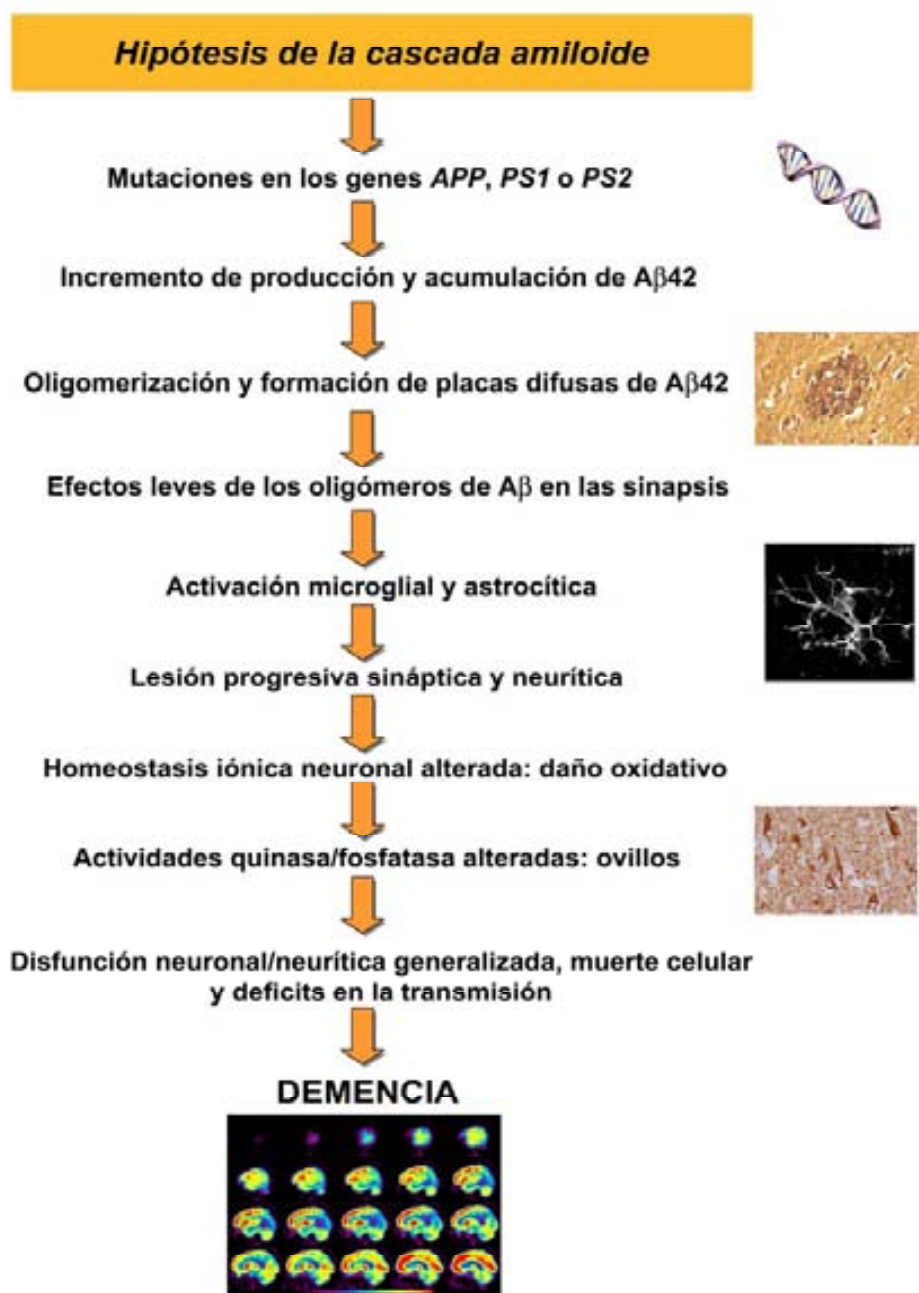 Hipótesis de la cascada amiloide
Mutaciones en los genes APP, PS1 o PS2
Incremento de producción y acumulación de Aβ42
Oligomerización y formación de placas difusas de Aβ42
Efectos leves de los oligómeros de Aβ en las sinapsis
Activación microglial y astrocítica
Lesión progresiva sináptica y neurítica
Homeostasis iónica neuronal alterada: daño oxidativo
Actividades quinasa/fosfatasa alteradas: ovillos
Disfunción neuronal/neurítica generalizada, muerte celular
y deficits en la transmisión
DEMENCIA